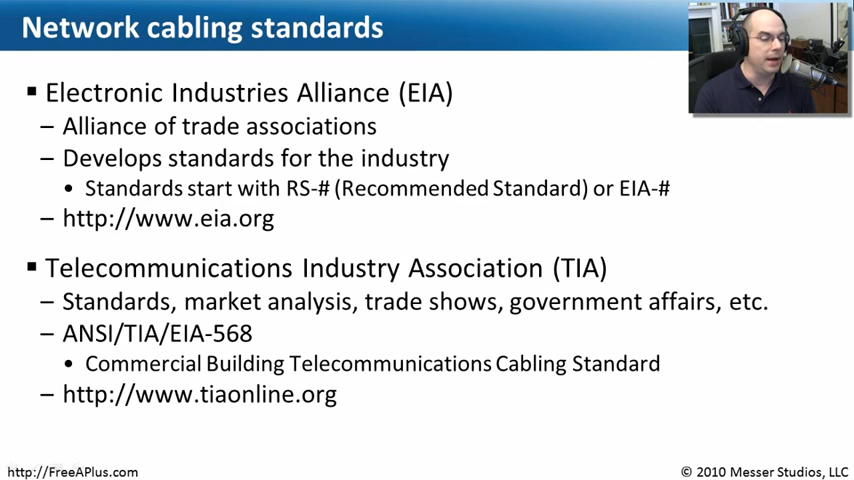 Network cabling standards
▪ Electronic Industries Alliance (EIA)
– Alliance of trade associations
– Develops standards for the industry
• Standards start with RS-# (Recommended Standard) or EIA-#
– http://www.eia.org
▪ Telecommunications Industry Association (TIA)
– Standards, market analysis, trade shows, government affairs, etc.
– ANSI/TIA/EIA-568
• Commercial Building Telecommunications Cabling Standard
– http://www.tiaonline.org
http://FreeAPlus.com
© 2010 Messer Studios, LLC